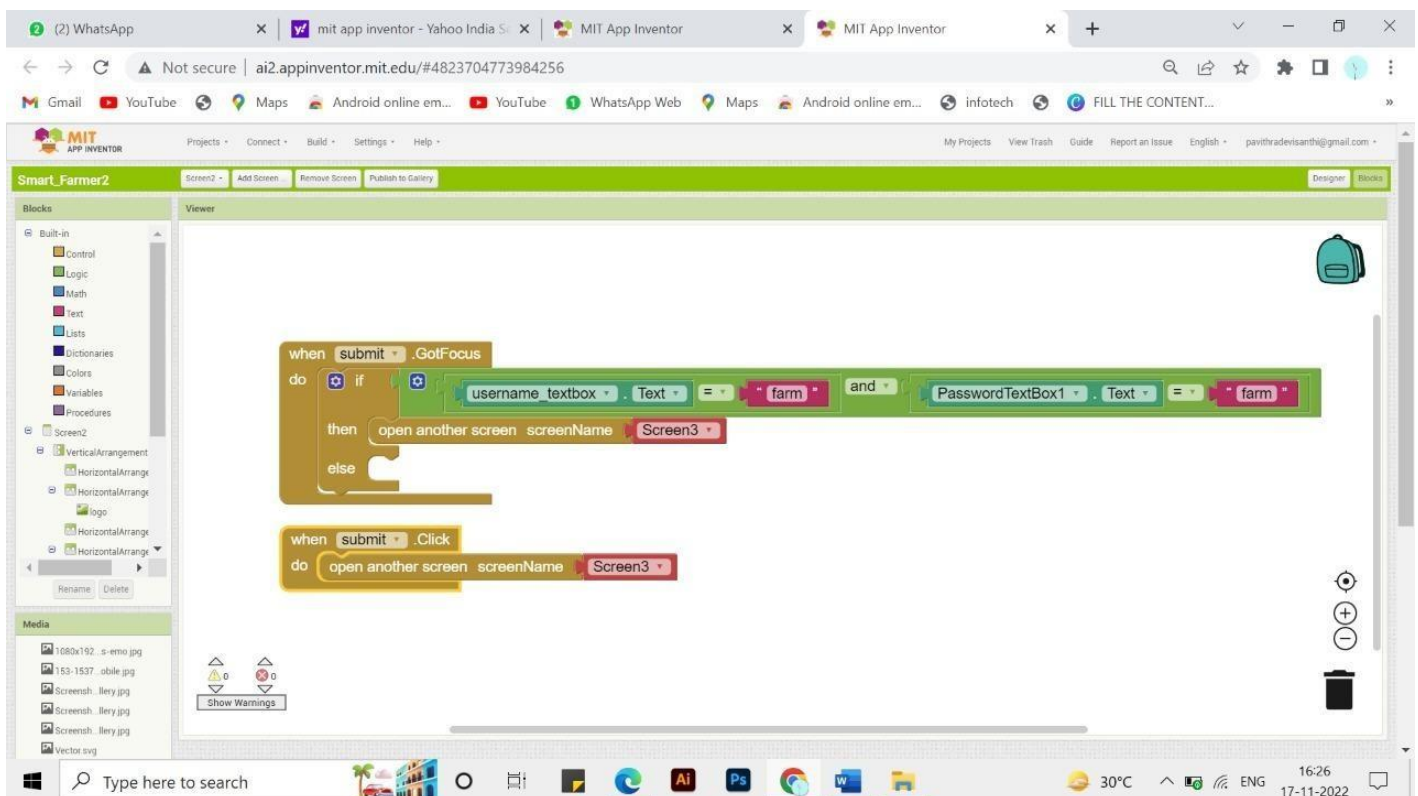 2 (2) WhatsApp
mit app inventor - Yahoo India Se
MIT App Inventor
MIT App Inventor
Not secure ai2.appinventor.mit.edu/#4823704773984256
Gmail YouTube Maps Android online em... YouTube WhatsApp Web Maps Android online em... infotech FILL THE CONTENT... »
MIT APP INVENTOR
Projects Connect Build Settings Help
My Projects View Trash Guide Report an Issue English pavithradevisanthi@gmail.com
Smart_Farmer2
Screen2 Add Screen ... Remove Screen Publish to Gallery
Designer Blocks
Blocks
Viewer
Built-in
Control
Logic
Math
Text
Lists
Dictionaries
Colors
Variables
Procedures
Screen2
VerticalArrangement
HorizontalArrange
HorizontalArrange
logo
HorizontalArrange
HorizontalArrange
Rename Delete
Media
1080x192...s-emo.jpg
153-1537...obile.jpg
Screensh...llery.jpg
Screensh...llery.jpg
Screensh...llery.jpg
Vector.svg
when submit .GotFocus
do if username_textbox . Text = " farm " and PasswordTextBox1 . Text = " farm "
then open another screen screenName Screen3
else
when submit .Click
do open another screen screenName Screen3
0 0
Show Warnings
Type here to search
Ai Ps W
30°C ENG
16:26
17-11-2022